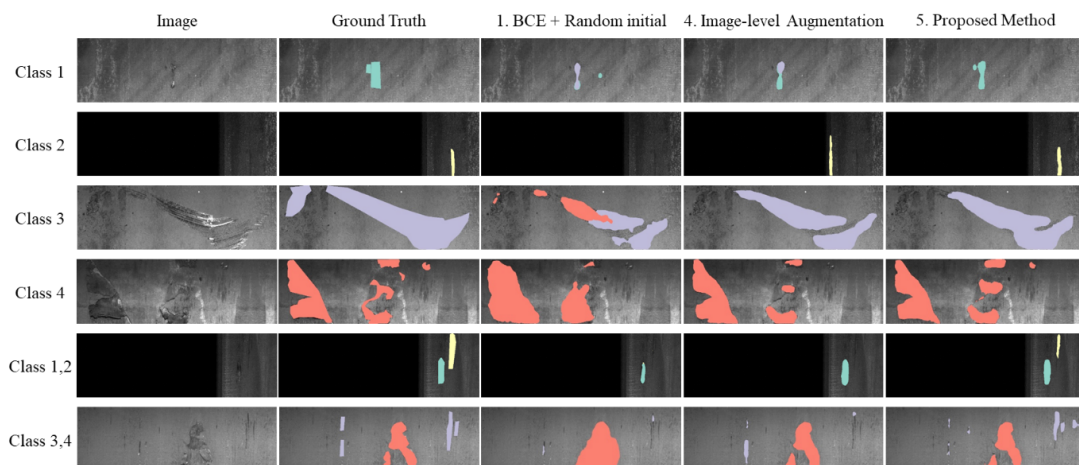 Image Ground Truth 1. BCE + Random initial 4. Image-level Augmentation 5. Proposed Method
Class 1
Class 2
Class 3
Class 4
Class 1,2
Class 3,4